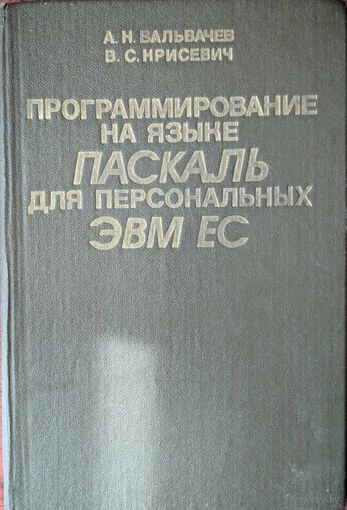 А. Н. ВАЛЬВАЧЕВ
В. С. КРИСЕВИЧ
ПРОГРАММИРОВАНИЕ
НА ЯЗЫКЕ
ПАСКАЛЬ
ДЛЯ ПЕРСОНАЛЬНЫХ
ЭВМ ЕС